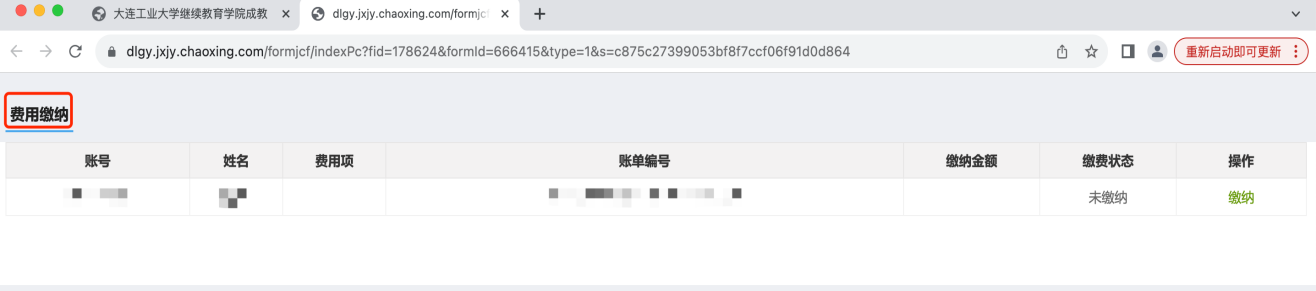 大连工业大学继续教育学院成教
dlgy.jxjy.chaoxing.com/formjcf
dlgy.jxjy.chaoxing.com/formjcf/indexPc?fid=178624&formId=666415&type=1&s=c875c27399053bf8f7ccf06f91d0d864
重新启动即可更新
费用缴纳
账号 姓名 费用项 账单编号 缴纳金额 缴费状态 操作
未缴纳 缴纳